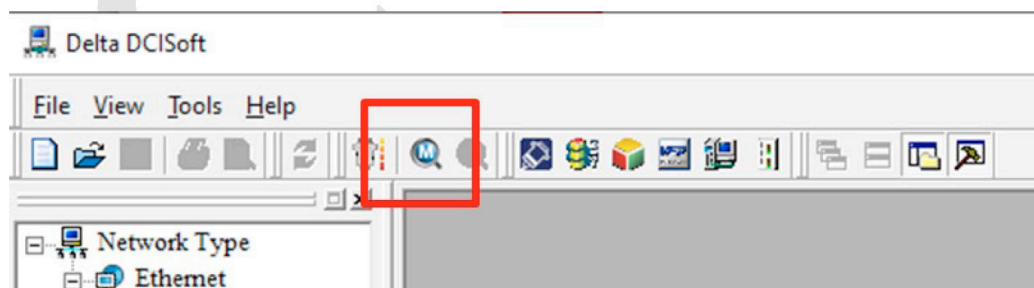 Delta DCISoft
File View Tools Help
M
Network Type
Ethernet